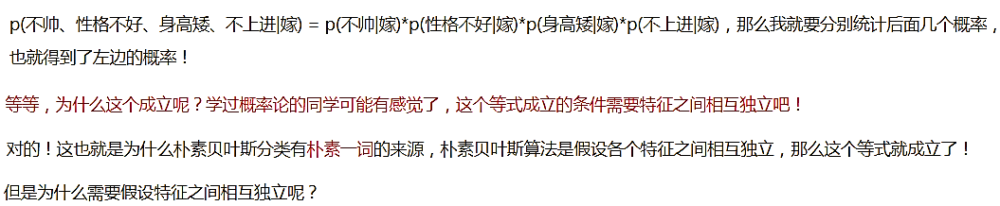 p(不帅、性格不好、身高矮、不上进|嫁) = p(不帅|嫁)*p(性格不好|嫁)*p(身高矮|嫁)*p(不上进|嫁)，那么我就要分别统计后面几个概率，
也就得到了左边的概率！
等等，为什么这个成立呢？学过概率论的同学可能有感觉了，这个等式成立的条件需要特征之间相互独立吧！
对的！这也就是为什么朴素贝叶斯分类有朴素一词的来源，朴素贝叶斯算法是假设各个特征之间相互独立，那么这个等式就成立了！
但是为什么需要假设特征之间相互独立呢？